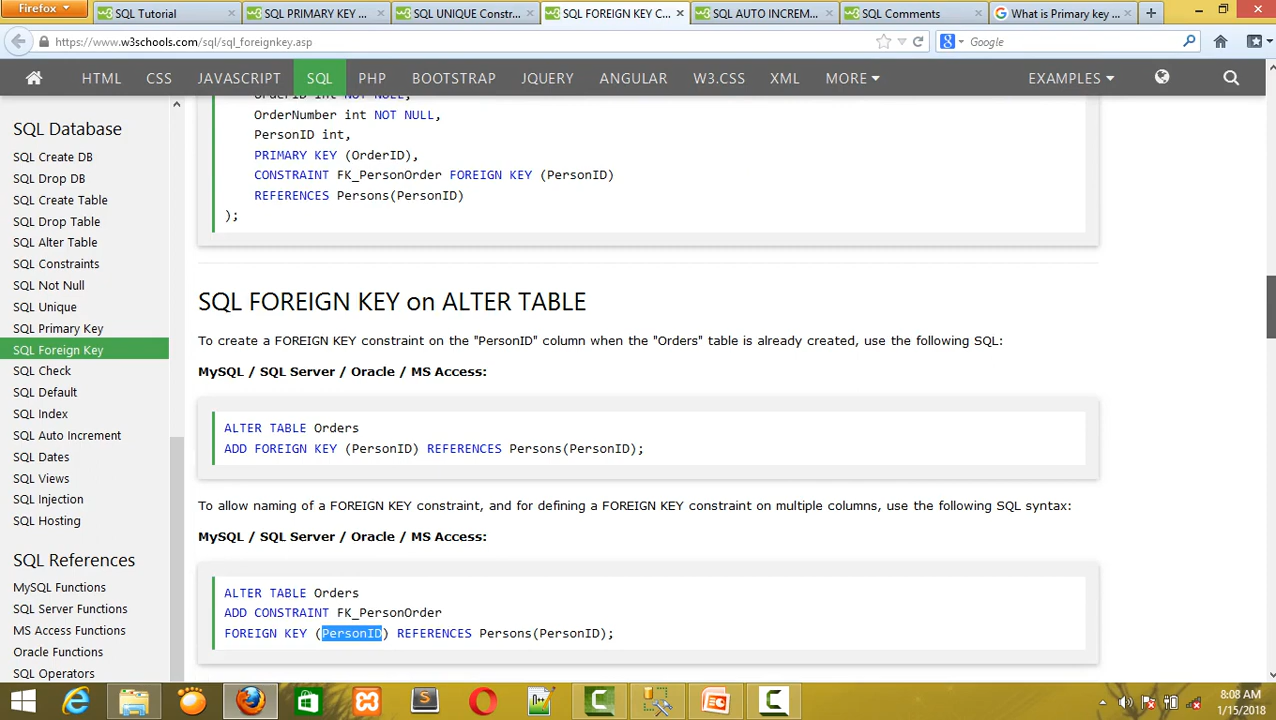 Firefox
SQL Tutorial
SQL PRIMARY KEY ...
SQL UNIQUE Constr...
SQL FOREIGN KEY C...
SQL AUTO INCREM...
SQL Comments
What is Primary key ...
https://www.w3schools.com/sql/sql_foreignkey.asp
Google
HTML CSS JAVASCRIPT SQL PHP BOOTSTRAP JQUERY ANGULAR W3.CSS XML MORE EXAMPLES
SQL Database
SQL Create DB
SQL Drop DB
SQL Create Table
SQL Drop Table
SQL Alter Table
SQL Constraints
SQL Not Null
SQL Unique
SQL Primary Key
SQL Foreign Key
SQL Check
SQL Default
SQL Index
SQL Auto Increment
SQL Dates
SQL Views
SQL Injection
SQL Hosting
SQL References
MySQL Functions
SQL Server Functions
MS Access Functions
Oracle Functions
SQL Operators
OrderID int NOT NULL,
OrderNumber int NOT NULL,
PersonID int,
PRIMARY KEY (OrderID),
CONSTRAINT FK_PersonOrder FOREIGN KEY (PersonID)
REFERENCES Persons(PersonID)
);
SQL FOREIGN KEY on ALTER TABLE
To create a FOREIGN KEY constraint on the "PersonID" column when the "Orders" table is already created, use the following SQL:
MySQL / SQL Server / Oracle / MS Access:
ALTER TABLE Orders
ADD FOREIGN KEY (PersonID) REFERENCES Persons(PersonID);
To allow naming of a FOREIGN KEY constraint, and for defining a FOREIGN KEY constraint on multiple columns, use the following SQL syntax:
MySQL / SQL Server / Oracle / MS Access:
ALTER TABLE Orders
ADD CONSTRAINT FK_PersonOrder
FOREIGN KEY (PersonID) REFERENCES Persons(PersonID);
8:08 AM
1/15/2018